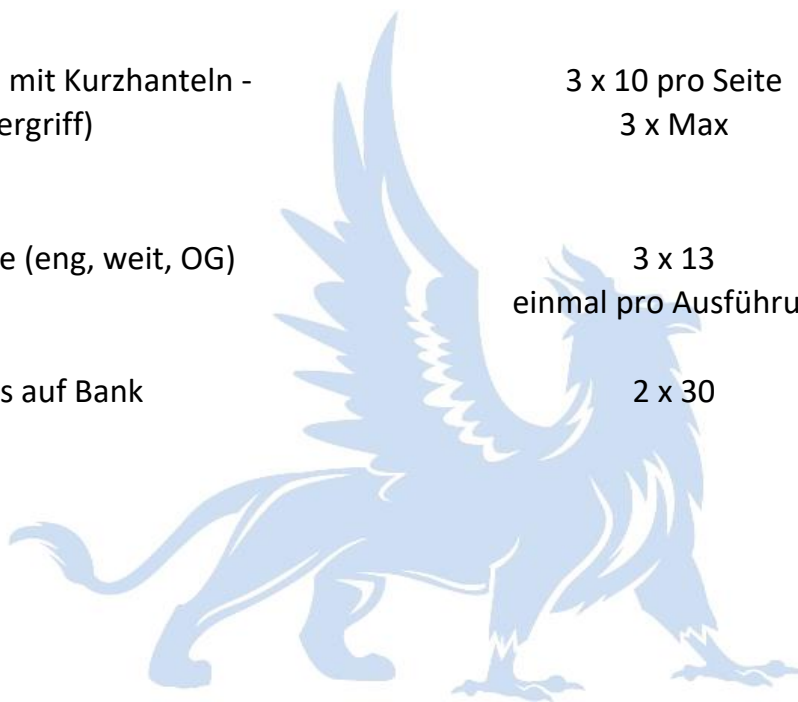 mit Kurzhanteln - 3 x 10 pro Seite
ergriff) 3 x Max
e (eng, weit, OG) 3 x 13
einmal pro Ausführu
s auf Bank 2 x 30